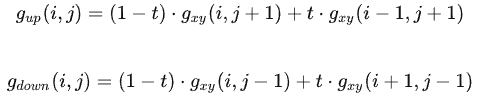 g_{up}(i, j) = (1 − t) · g_{xy}(i, j + 1) + t · g_{xy}(i − 1, j + 1)
g_{down}(i, j) = (1 − t) · g_{xy}(i, j − 1) + t · g_{xy}(i + 1, j − 1)